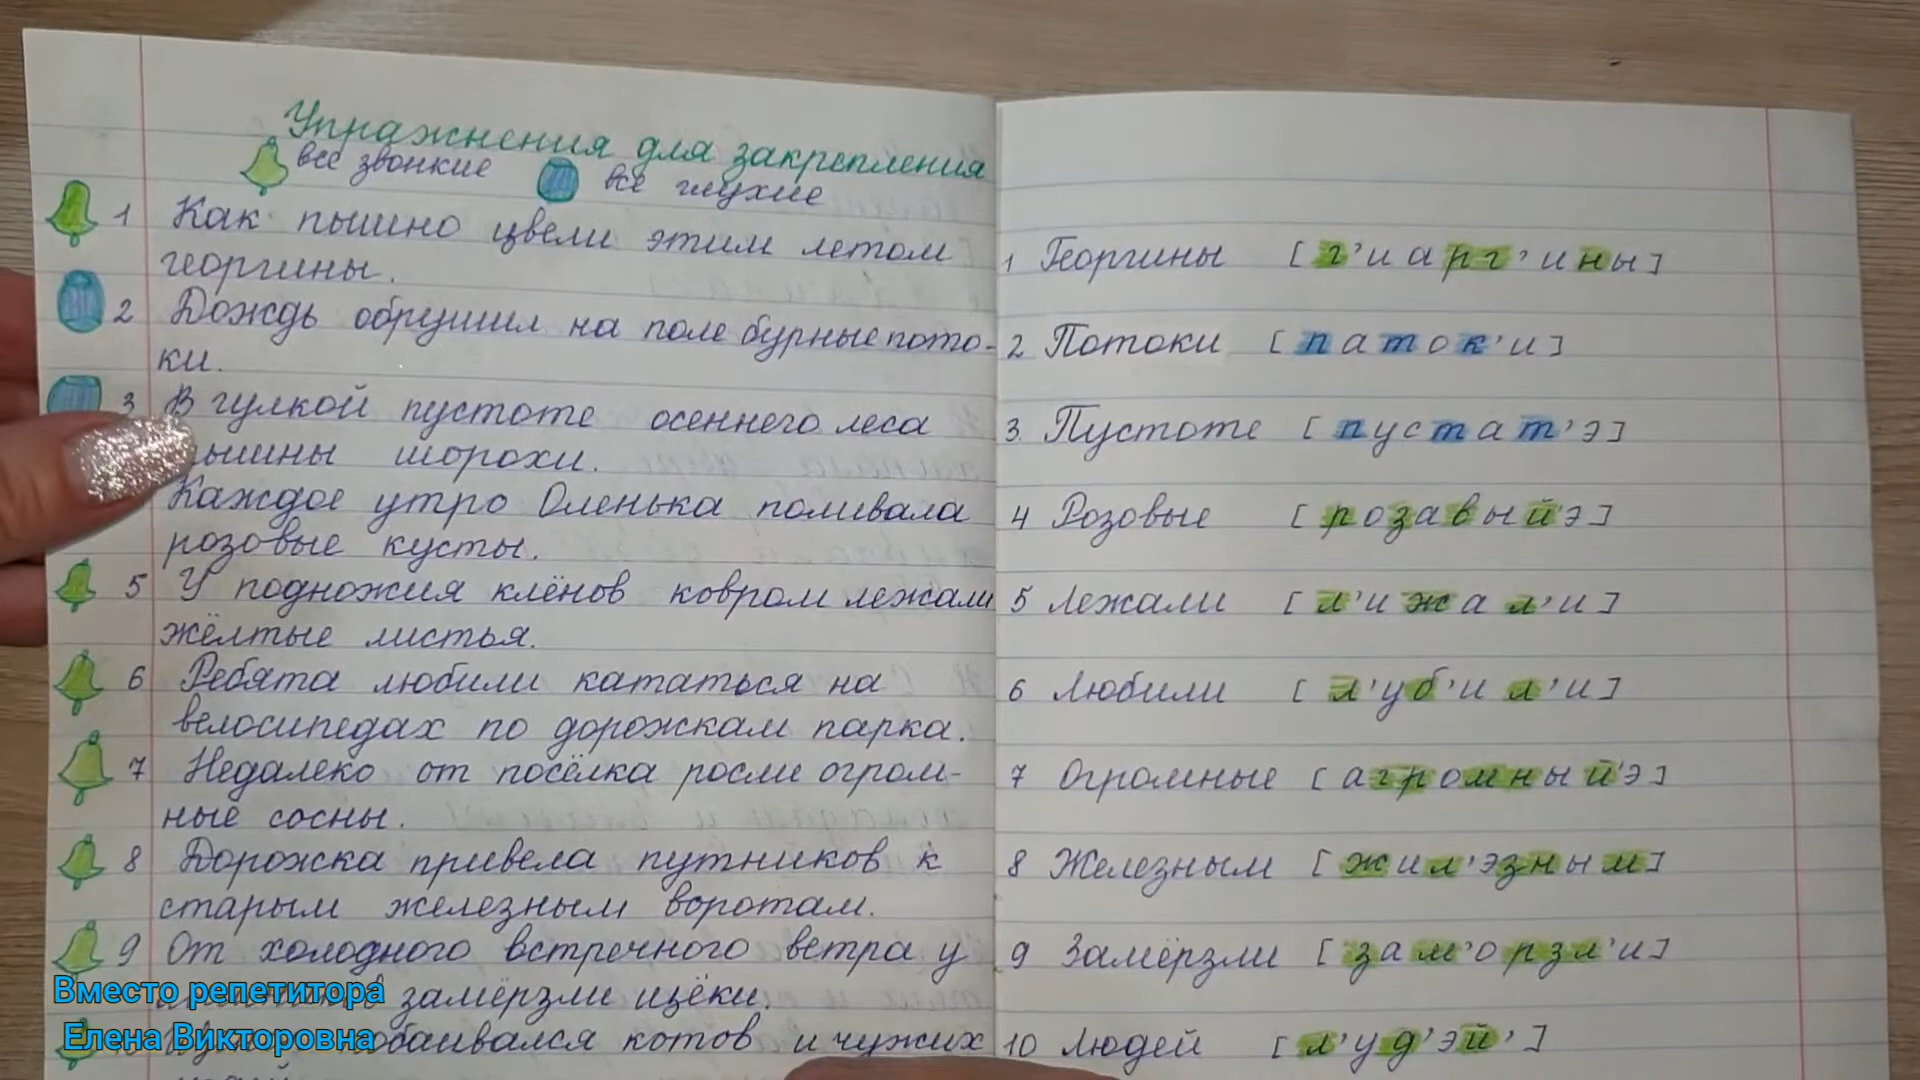 Упражнения для закрепления
все звонкие все глухие
1 Как пышно цвели этим летом
георгины.
2 Дождь обрушил на поле бурные пото-
ки.
3 В гулкой пустоте осеннего леса
шорохи.
Каждое утро Оленька поливала
розовые кусты.
5 У подножия клёнов ковром лежали
жёлтые листья.
6 Ребята любили кататься на
велосипедах по дорожкам парка.
7 Недалеко от посёлка росли огром-
ные сосны.
8 Дорожка привела путников к
старым железным воротам.
9 От холодного встречного ветра у
замёрзли щёки.
котов и чужих
1 Георгины [г'иарг'ины]
2 Потоки [паток'и]
3. Пустоте [пустат'э]
4 Розовые [розавый'э]
5 Лежали [л'ижал'и]
6 Любили [л'уб'ил'и]
7 Огромные [агромный'э]
8 Железным [жил'эзным]
9 Замёрзли [зам'орзл'и]
10 Людей [л'уд'эй']
Вместо репетитора
Елена Викторовна